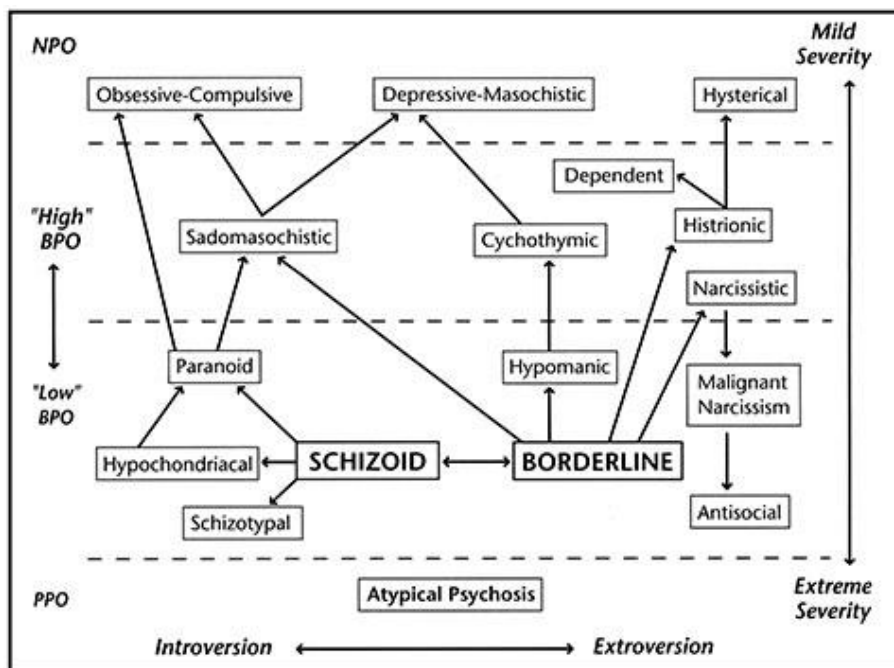 NPO
Mild
Severity
Obsessive-Compulsive
Depressive-Masochistic
Hysterical
Dependent
"High"
BPO
Sadomasochistic
Cychothymic
Histrionic
Narcissistic
Paranoid
Hypomanic
"Low"
BPO
Malignant
Narcissism
Hypochondriacal
SCHIZOID
BORDERLINE
Schizotypal
Antisocial
PPO
Atypical Psychosis
Extreme
Severity
Introversion
Extroversion